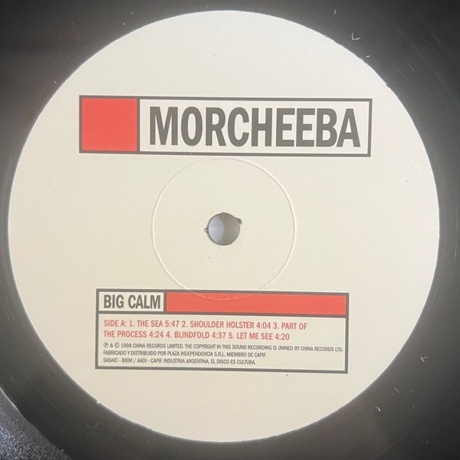 MORCHEEBA
BIG CALM
SIDE A: 1. THE SEA 5:47 2. SHOULDER HOLSTER 4:04 3. PART OF
THE PROCESS 4:24 4. BLINDFOLD 4:37 5. LET ME SEE 4:20
℗ & © 1998 CHINA RECORDS LIMITED. THE COPYRIGHT IN THIS SOUND RECORDING IS OWNED BY CHINA RECORDS LTD.
FABRICADO Y DISTRIBUIDO POR PLAZA INDEPENDENCIA S.R.L. MIEMBRO DE CAPIF.
SADAIC - BIEM / AADI - CAPIF. INDUSTRIA ARGENTINA. EL DISCO ES CULTURA.